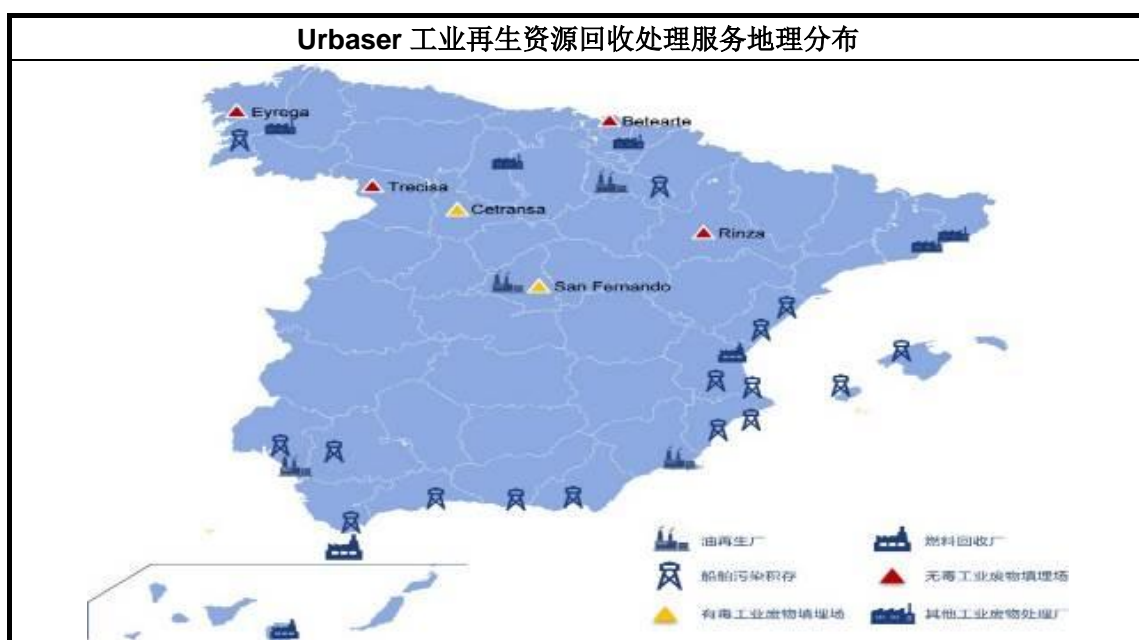 Urbaser 工业再生资源回收处理服务地理分布
Eyrega
Betearte
Trecisa
Cetransa
Rinza
San Fernando
油再生厂
燃料回收厂
船舶污染积存
无毒工业废物填埋场
有毒工业废物填埋场
其他工业废物处理厂